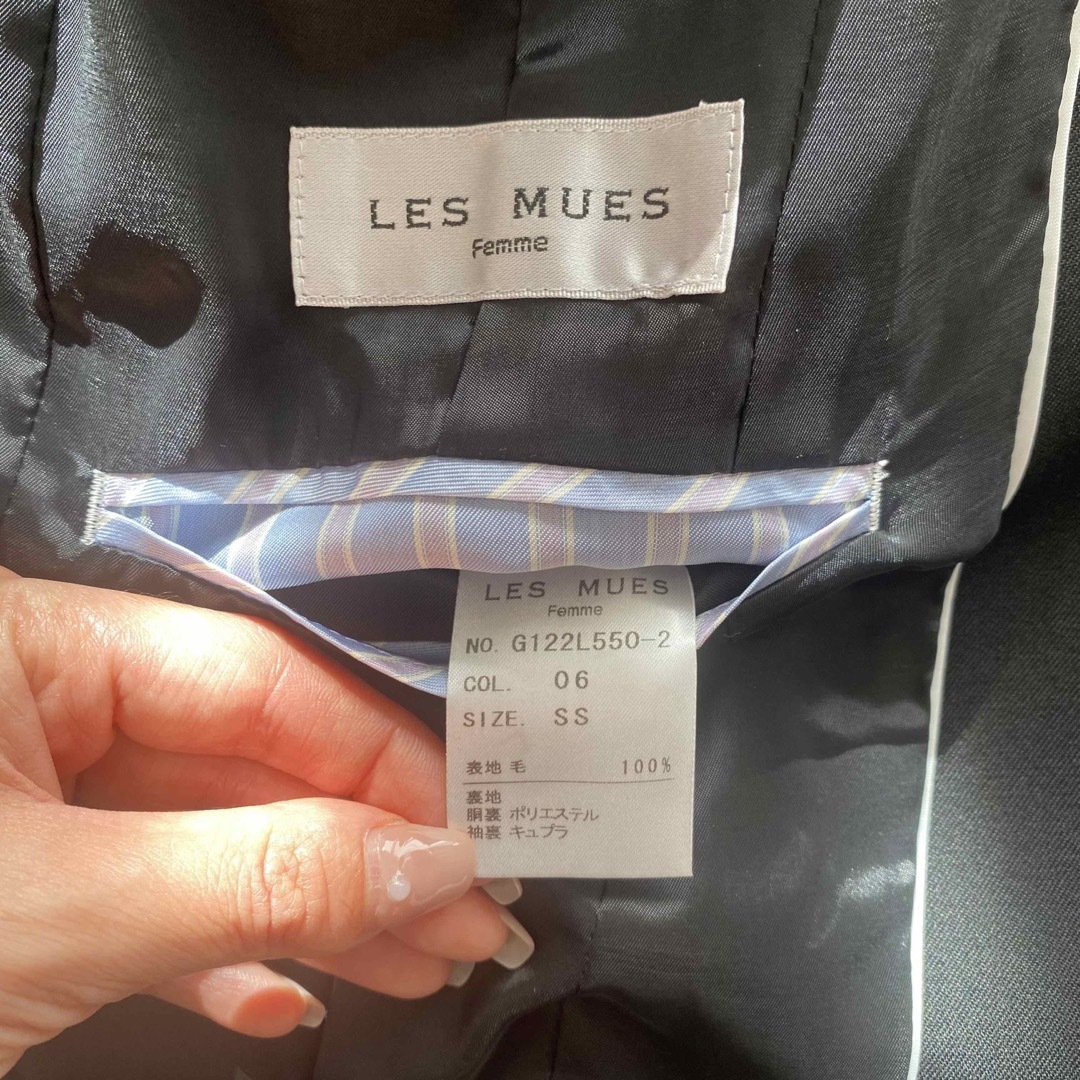 LES MUES
Femme
LES MUES
Femme
NO. G122L550-2
COL. 06
SIZE. SS
表地 毛 100%
裏地
胴裏 ポリエステル
袖裏 キュプラ